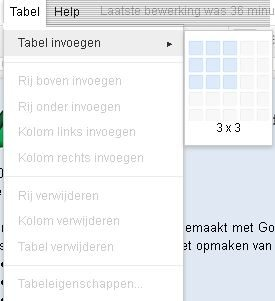 Tabel Help Laatste bewerking was 36 minu
Tabel invoegen
3 x 3
Rij boven invoegen
Rij onder invoegen
Kolom links invoegen
Kolom rechts invoegen
Rij verwijderen
Kolom verwijderen
emaakt met Go
Tabel verwijderen
et opmaken van
Tabeleigenschappen...